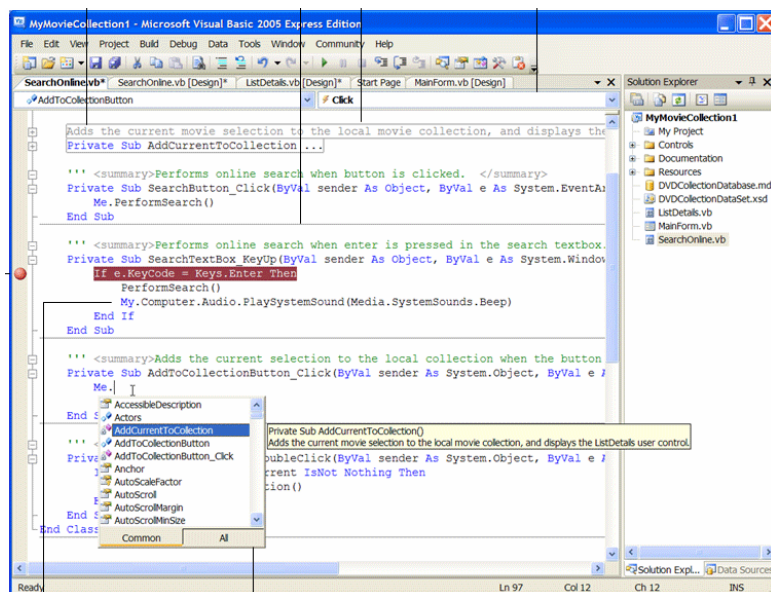 MyMovieCollection1 - Microsoft Visual Basic 2005 Express Edition
File Edit View Project Build Debug Data Tools Window Community Help
SearchOnline.vb* SearchOnline.vb [Design]* ListDetails.vb [Design]* Start Page MainForm.vb [Design]
AddToCollectionButton Click
Adds the current movie selection to the local movie collection, and displays the
Private Sub AddCurrentToCollection ...
''' <summary>Performs online search when button is clicked. </summary>
Private Sub SearchButton_Click(ByVal sender As Object, ByVal e As System.EventAr
Me.PerformSearch()
End Sub
''' <summary>Performs online search when enter is pressed in the search textbox.
Private Sub SearchTextBox_KeyUp(ByVal sender As Object, ByVal e As System.Window
If e.KeyCode = Keys.Enter Then
PerformSearch()
My.Computer.Audio.PlaySystemSound(Media.SystemSounds.Beep)
End If
End Sub
''' <summary>Adds the current selection to the local collection when the button
Private Sub AddToCollectionButton_Click(ByVal sender As System.Object, ByVal e A
Me.
End S
AccessibleDescription
Actors
AddCurrentToCollection
AddToCollectionButton
AddToCollectionButton_Click
Anchor
AutoScaleFactor
AutoScroll
AutoScrollMargin
AutoScrollMinSize
Common All
Private Sub AddCurrentToCollection()
Adds the current movie selection to the local movie collection, and displays the ListDetails user control.
''' <
Priva oubleClick(ByVal sender As System.Object, ByVal e A
I rrent IsNot Nothing Then
tion()
E
End S
End Class
Solution Explorer
MyMovieCollection1
My Project
Controls
Documentation
Resources
DVDCollectionDatabase.md
DVDCollectionDataSet.xsd
ListDetails.vb
MainForm.vb
SearchOnline.vb
Solution Expl... Data Sources
Ready Ln 97 Col 12 Ch 12 INS